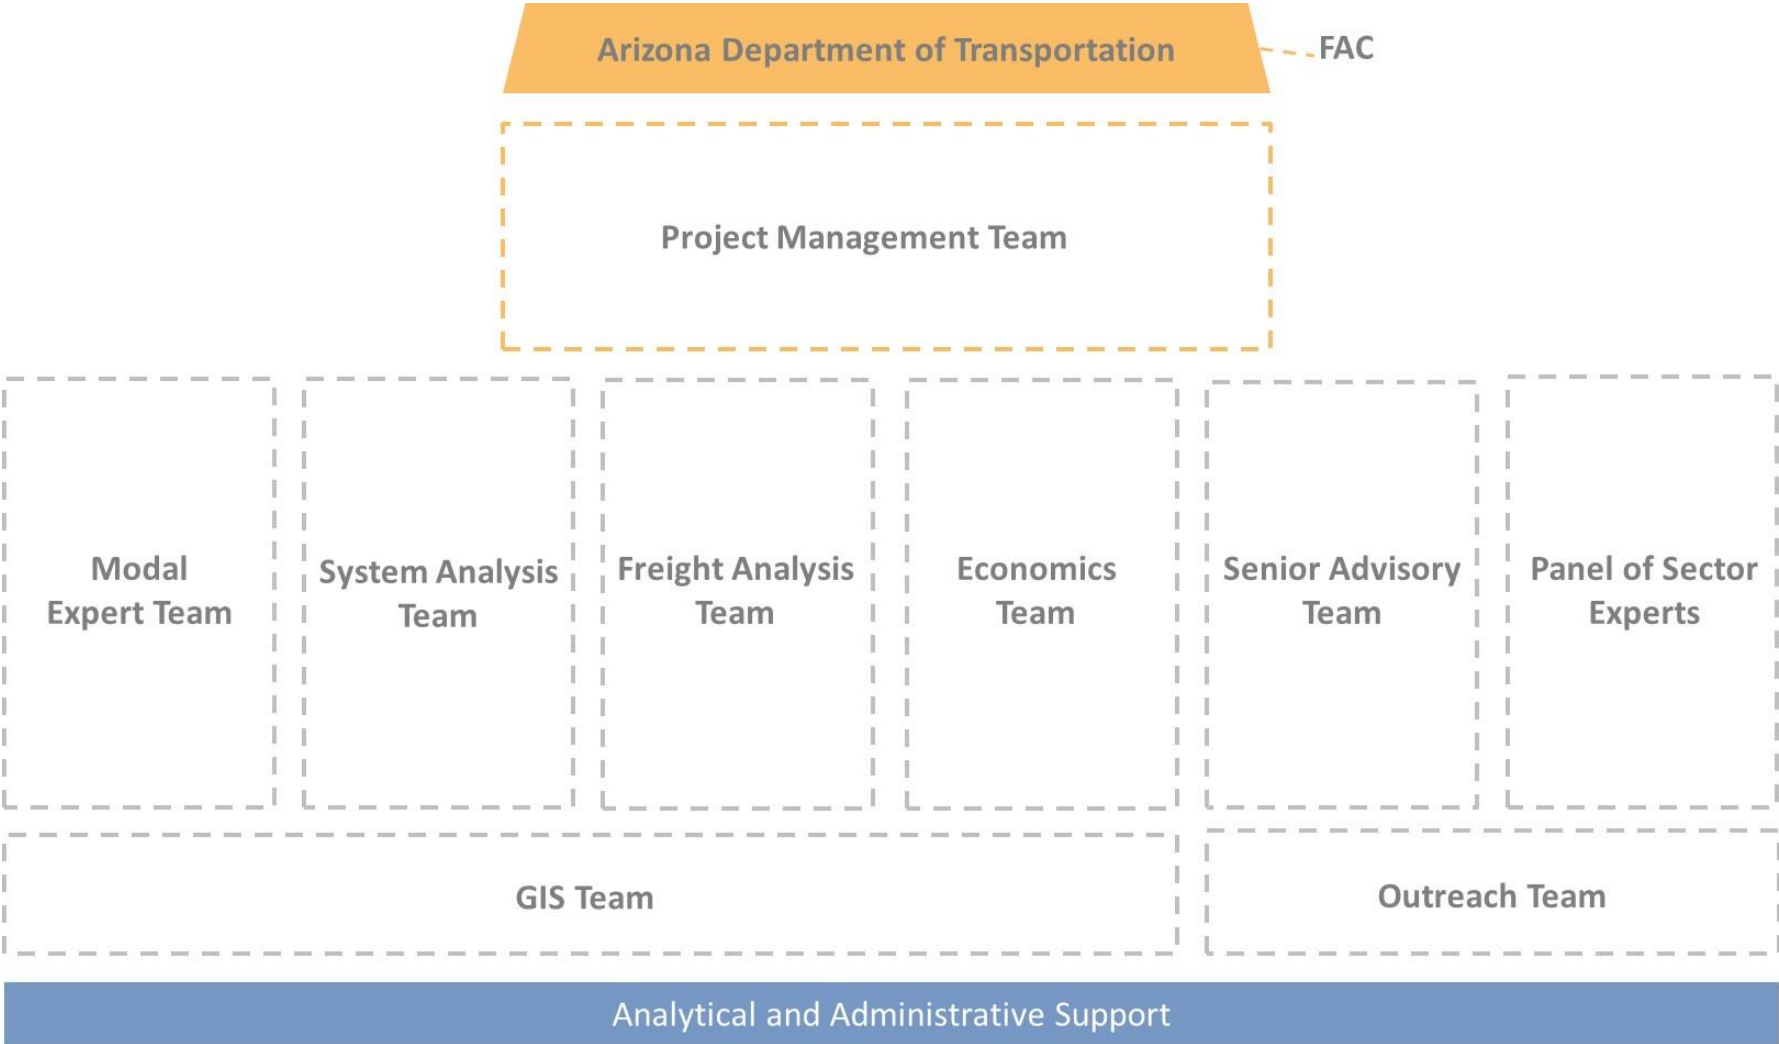 Arizona Department of Transportation
FAC
Project Management Team
Modal
Expert Team
System Analysis
Team
Freight Analysis
Team
Economics
Team
Senior Advisory
Team
Panel of Sector
Experts
GIS Team
Outreach Team
Analytical and Administrative Support